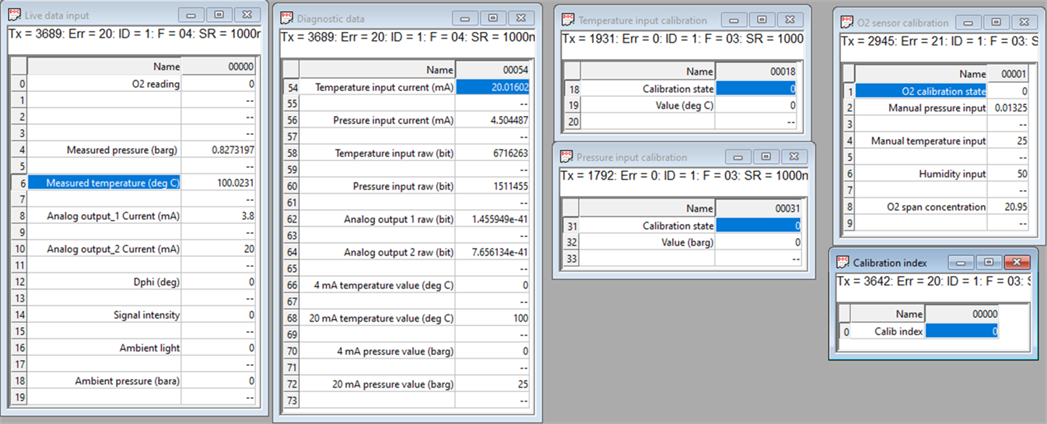 Live data input
Tx = 3689: Err = 20: ID = 1: F = 04: SR = 1000m
Name 00000
0 O2 reading 0
1 --
2 --
3 --
4 Measured pressure (barg) 0.8273197
5 --
6 Measured temperature (deg C) 100.0231
7 --
8 Analog output_1 Current (mA) 3.8
9 --
10 Analog output_2 Current (mA) 20
11 --
12 Dphi (deg) 0
13 --
14 Signal intensity 0
15 --
16 Ambient light 0
17 --
18 Ambient pressure (bara) 0
19 --
Diagnostic data
Tx = 3689: Err = 20: ID = 1: F = 04: SR = 1000m
Name 00054
54 Temperature input current (mA) 20.01602
55 --
56 Pressure input current (mA) 4.504487
57 --
58 Temperature input raw (bit) 6716263
59 --
60 Pressure input raw (bit) 1511455
61 --
62 Analog output 1 raw (bit) 1.455949e-41
63 --
64 Analog output 2 raw (bit) 7.656134e-41
65 --
66 4 mA temperature value (deg C) 0
67 --
68 20 mA temperature value (deg C) 100
69 --
70 4 mA pressure value (barg) 0
71 --
72 20 mA pressure value (barg) 25
73 --
Temperature input calibration
Tx = 1931: Err = 0: ID = 1: F = 03: SR = 1000
Name 00018
18 Calibration state 0
19 Value (deg C) 0
20 --
Pressure input calibration
Tx = 1792: Err = 0: ID = 1: F = 03: SR = 1000m
Name 00031
31 Calibration state 0
32 Value (barg) 0
33 --
O2 sensor calibration
Tx = 2945: Err = 21: ID = 1: F = 03: S
Name 00001
1 O2 calibration state 0
2 Manual pressure input 0.01325
3 --
4 Manual temperature input 25
5 --
6 Humidity input 50
7 --
8 O2 span concentration 20.95
9 --
Calibration index
Tx = 3642: Err = 20: ID = 1: F = 03: S
Name 00000
0 Calib index 0